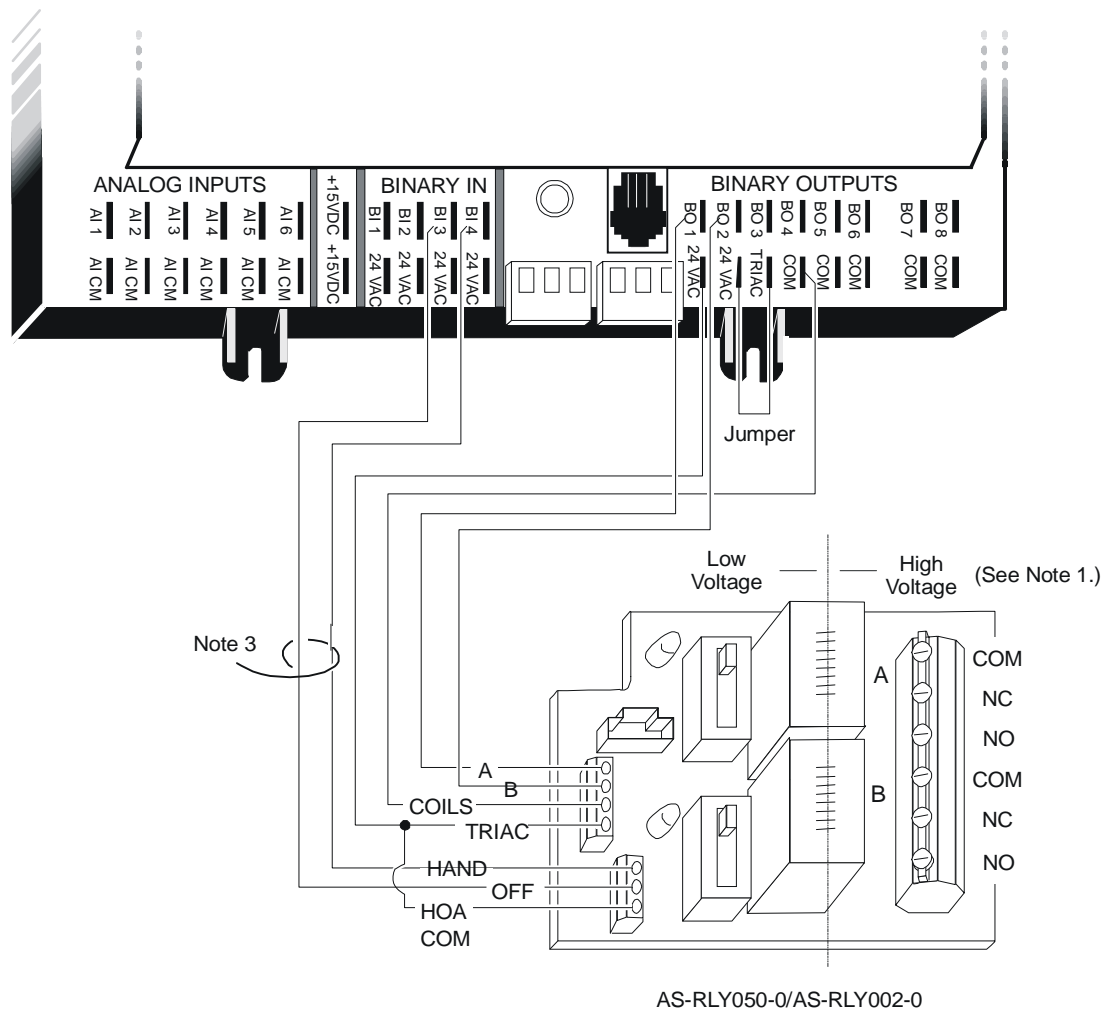 ANALOG INPUTS
BINARY IN
BINARY OUTPUTS
AI 1
AI 2
AI 3
AI 4
AI 5
AI 6
+15VDC
BI 1
BI 2
BI 3
BI 4
BO 1
BO 2
BO 3
BO 4
BO 5
BO 6
BO 7
BO 8
AI CM
AI CM
AI CM
AI CM
AI CM
AI CM
+15VDC
24 VAC
24 VAC
24 VAC
24 VAC
24 VAC
24 VAC
TRIAC
COM
COM
COM
COM
COM
Jumper
Low
Voltage
High
Voltage
(See Note 1.)
Note 3
A
COM
NC
NO
B
COM
NC
NO
A
B
COILS
TRIAC
HAND
OFF
HOA
COM
AS-RLY050-0/AS-RLY002-0